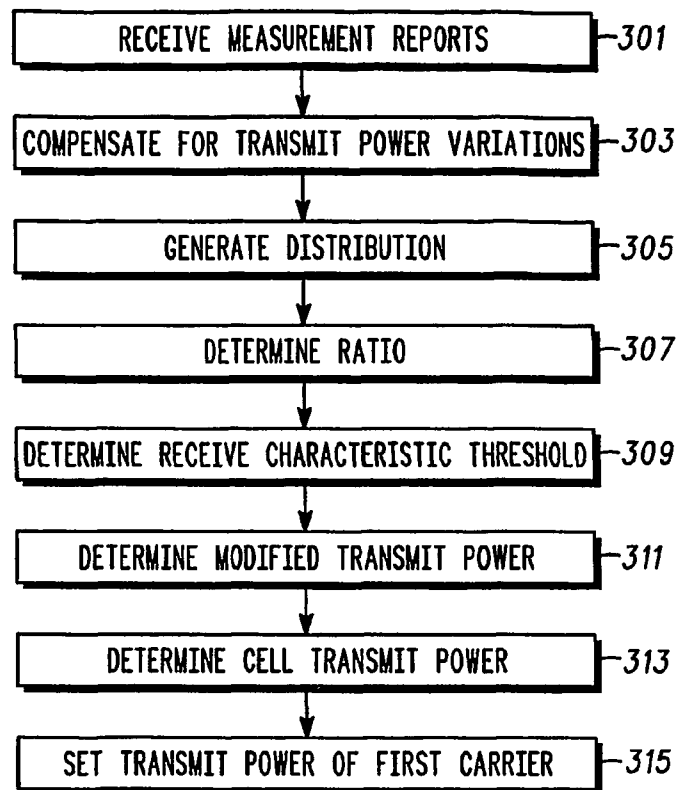 RECEIVE MEASUREMENT REPORTS 301
COMPENSATE FOR TRANSMIT POWER VARIATIONS 303
GENERATE DISTRIBUTION 305
DETERMINE RATIO 307
DETERMINE RECEIVE CHARACTERISTIC THRESHOLD 309
DETERMINE MODIFIED TRANSMIT POWER 311
DETERMINE CELL TRANSMIT POWER 313
SET TRANSMIT POWER OF FIRST CARRIER 315